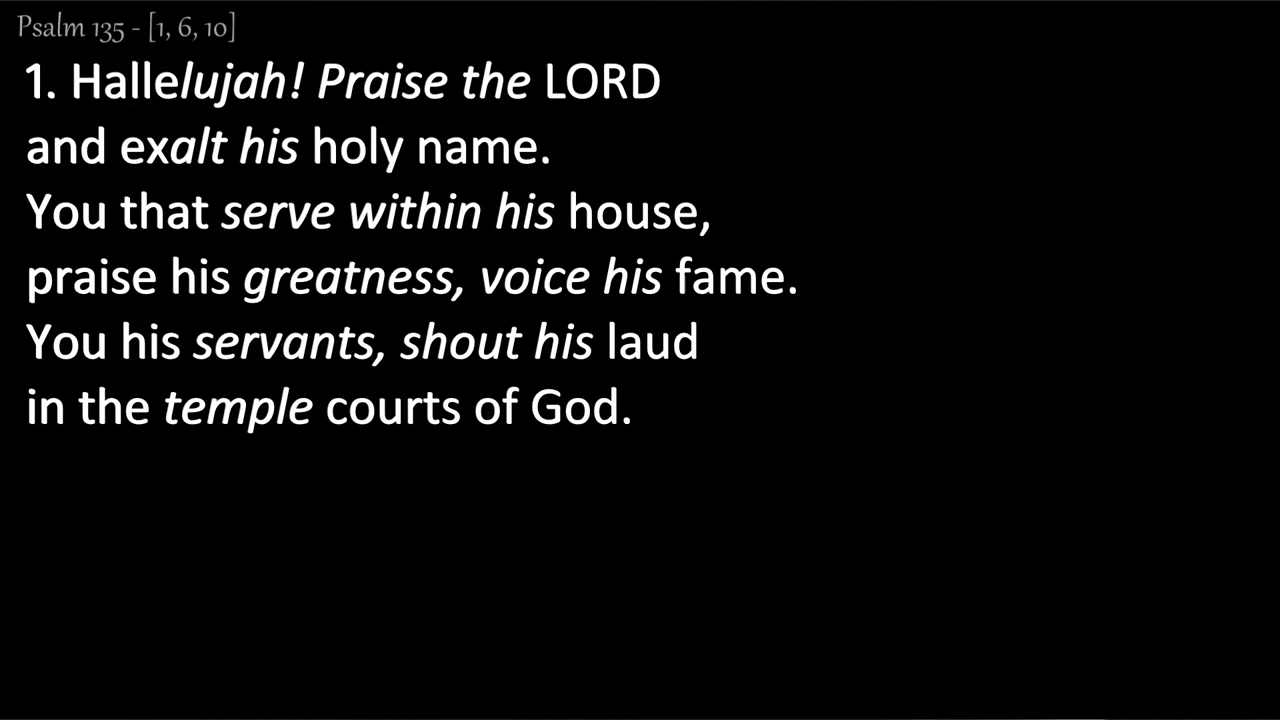 Psalm 135 - [1, 6, 10]
1. Hallelujah! Praise the LORD
and exalt his holy name.
You that serve within his house,
praise his greatness, voice his fame.
You his servants, shout his laud
in the temple courts of God.